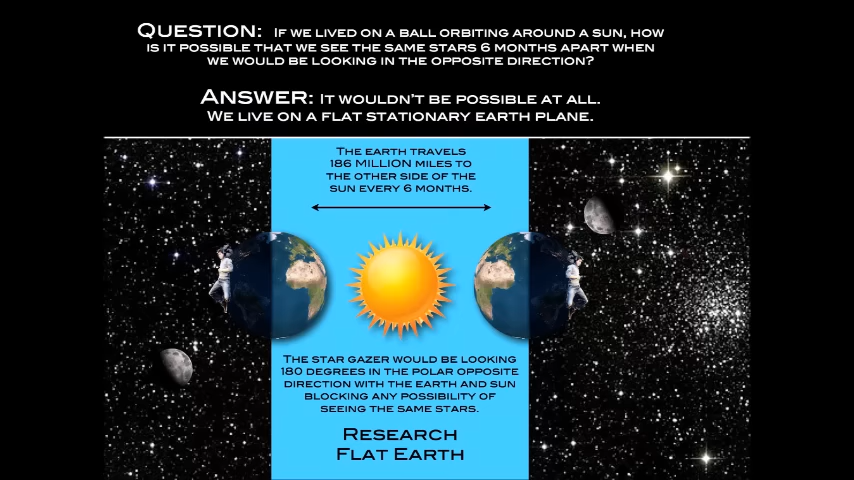 QUESTION: IF WE LIVED ON A BALL ORBITING AROUND A SUN, HOW
IS IT POSSIBLE THAT WE SEE THE SAME STARS 6 MONTHS APART WHEN
WE WOULD BE LOOKING IN THE OPPOSITE DIRECTION?
ANSWER: IT WOULDN'T BE POSSIBLE AT ALL.
WE LIVE ON A FLAT STATIONARY EARTH PLANE.
THE EARTH TRAVELS
186 MILLION MILES TO
THE OTHER SIDE OF THE
SUN EVERY 6 MONTHS.
THE STAR GAZER WOULD BE LOOKING
180 DEGREES IN THE POLAR OPPOSITE
DIRECTION WITH THE EARTH AND SUN
BLOCKING ANY POSSIBILITY OF
SEEING THE SAME STARS.
RESEARCH
FLAT EARTH